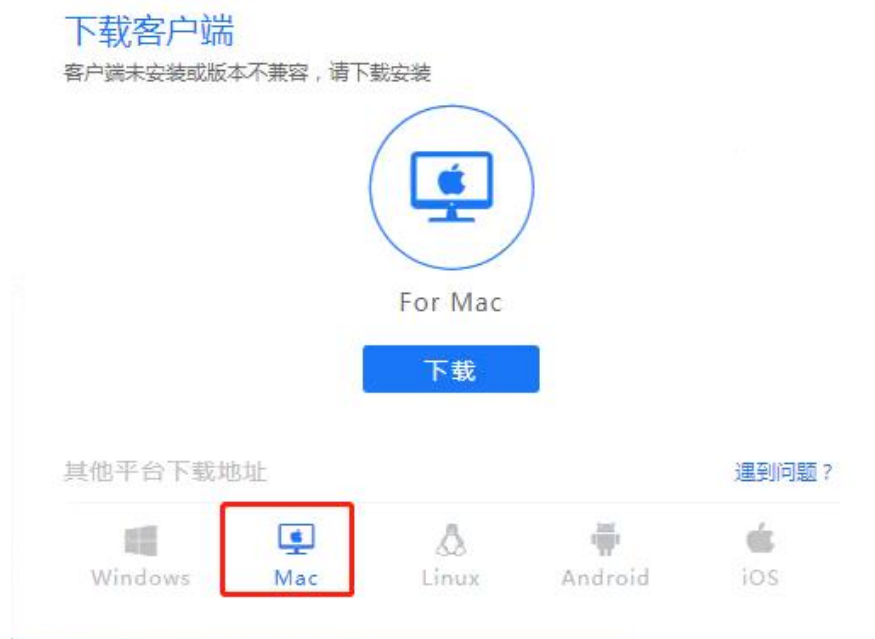 下载客户端
客户端未安装或版本不兼容，请下载安装
For Mac
下载
其他平台下载地址 遇到问题？
Windows Mac Linux Android iOS